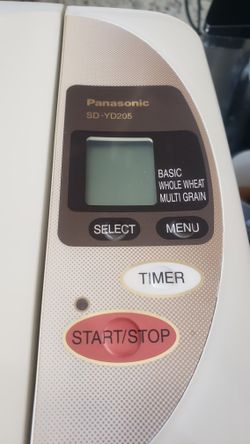 Panasonic
SD-YD205
BASIC
WHOLE WHEAT
MULTI GRAIN
SELECT
MENU
TIMER
START/STOP